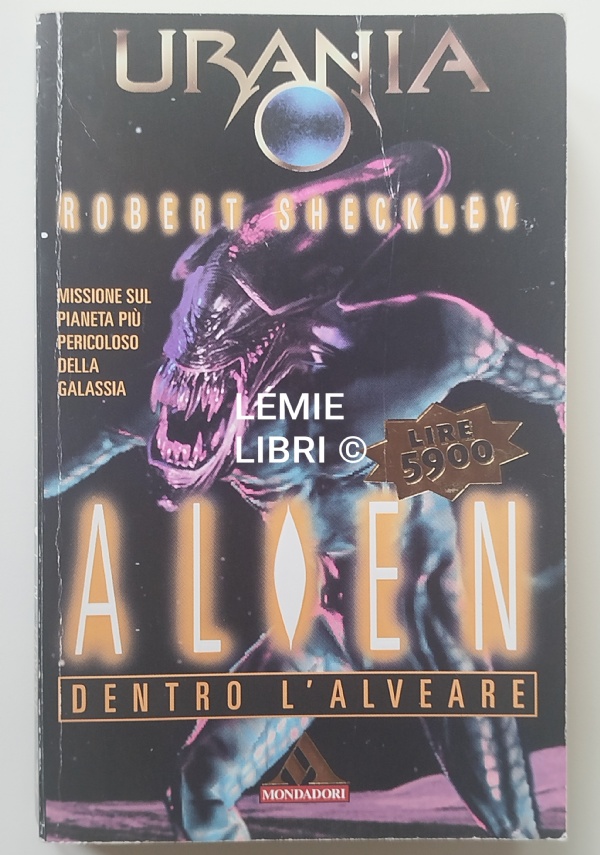 URANIA
ROBERT SHECKLEY
MISSIONE SUL
PIANETA PIÙ
PERICOLOSO
DELLA
GALASSIA
LÉMIE
LIBRI ©
LIRE
5900
ALIEN
DENTRO L'ALVEARE
MONDADORI